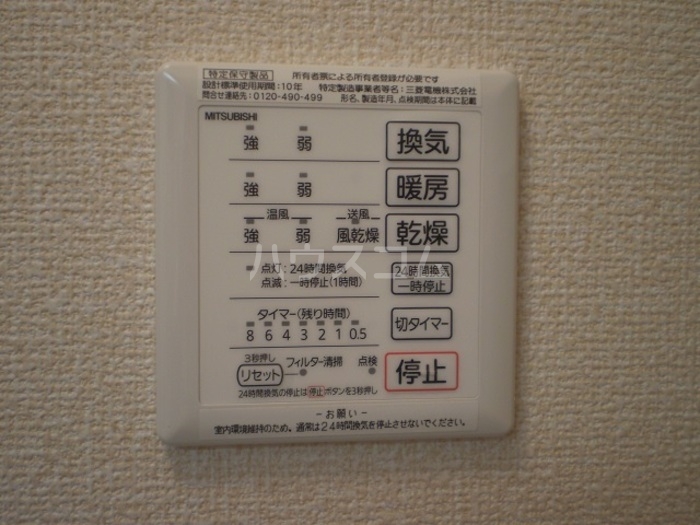 特定保守製品 所有者票による所有者登録が必要です
設計標準使用期間：10年 特定製造事業者等名：三菱電機株式会社
問合せ連絡先：0120-490-499 形名、製造年月、点検期間は本体に記載
MITSUBISHI
強 弱 換気
強 弱 暖房
温風 送風
強 弱 風乾燥 乾燥
ハウスコム
点灯：24時間換気
点滅：一時停止(1時間)
24時間換気
一時停止
タイマー(残り時間)
8 6 4 3 2 1 0.5
切タイマー
3秒押し
リセット フィルター清掃 点検
停止
24時間換気の停止は停止ボタンを3秒押し
－お願い－
室内環境維持のため、通常は24時間換気を停止させないでください。